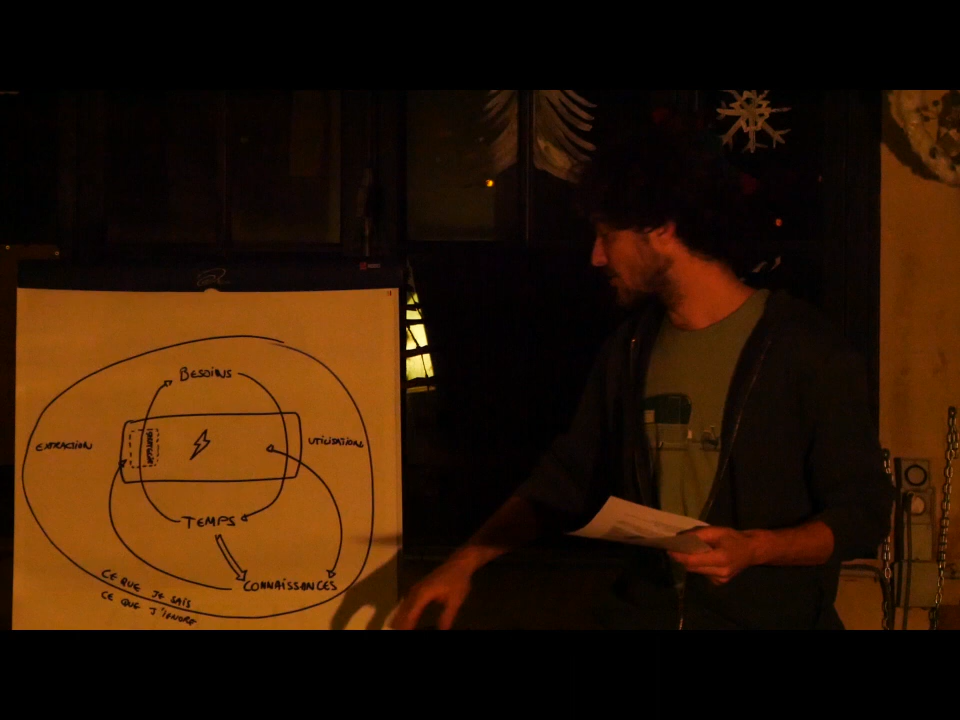 BESOINS
EXTRACTION
UTILISATION
TEMPS
CONNAISSANCES
CE QUE JE SAIS
CE QUE J'IGNORE